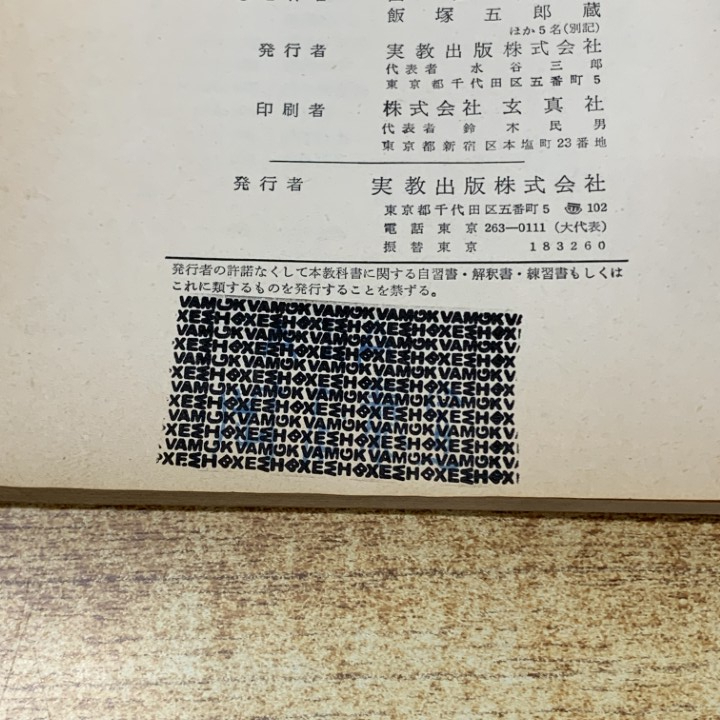 飯塚五郎蔵
ほか5名(別記)
発行者 実教出版株式会社
代表者 水谷三郎
東京都千代田区五番町5
印刷者 株式会社 玄真社
代表者 鈴木民男
東京都新宿区本塩町23番地
発行者 実教出版株式会社
東京都千代田区五番町5 〠 102
電話東京 263—0111 (大代表)
振替東京 183260
発行者の許諾なくして本教科書に関する自習書・解釈書・練習書もしくは
これに類するものを発行することを禁ずる。